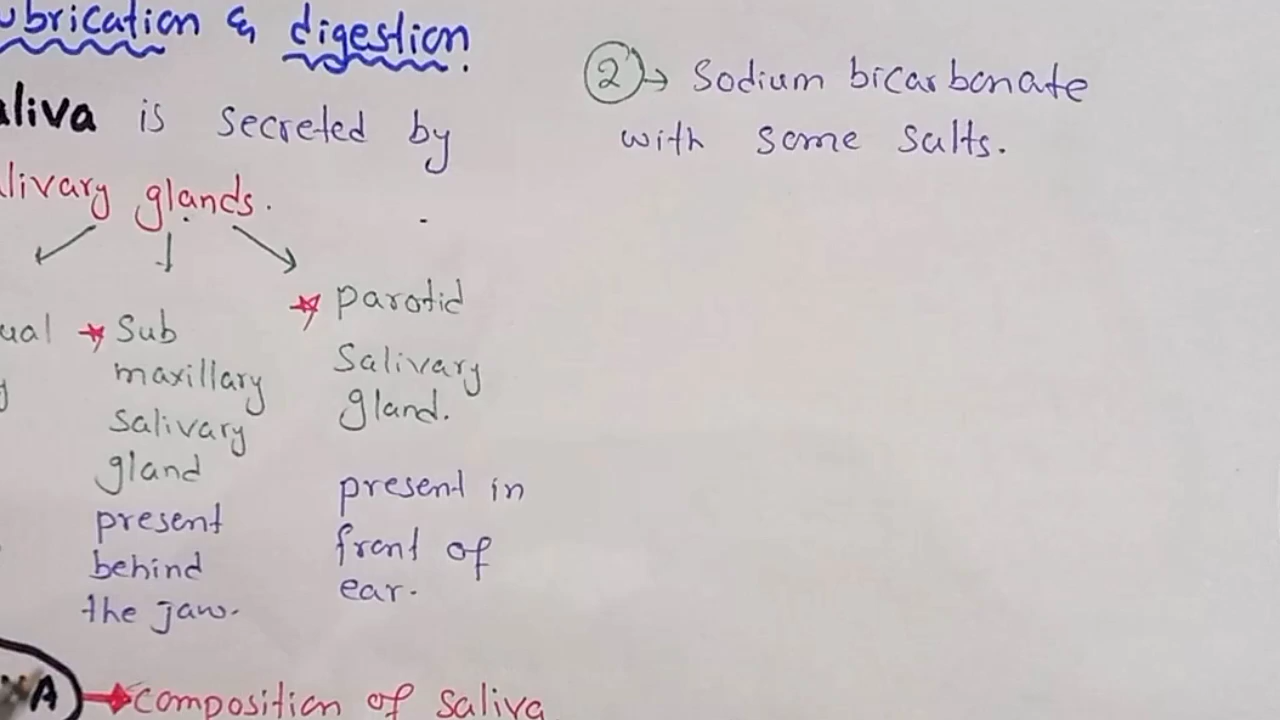 ubrication & digestion.
aliva is secreted by
alivary glands.
ual
* Sub
maxillary
salivary
gland
present
behind
the jaw.
* parotid
Salivary
gland.
present in
front of
ear.
A → composition of saliva
2 → Sodium bicarbonate
with some salts.